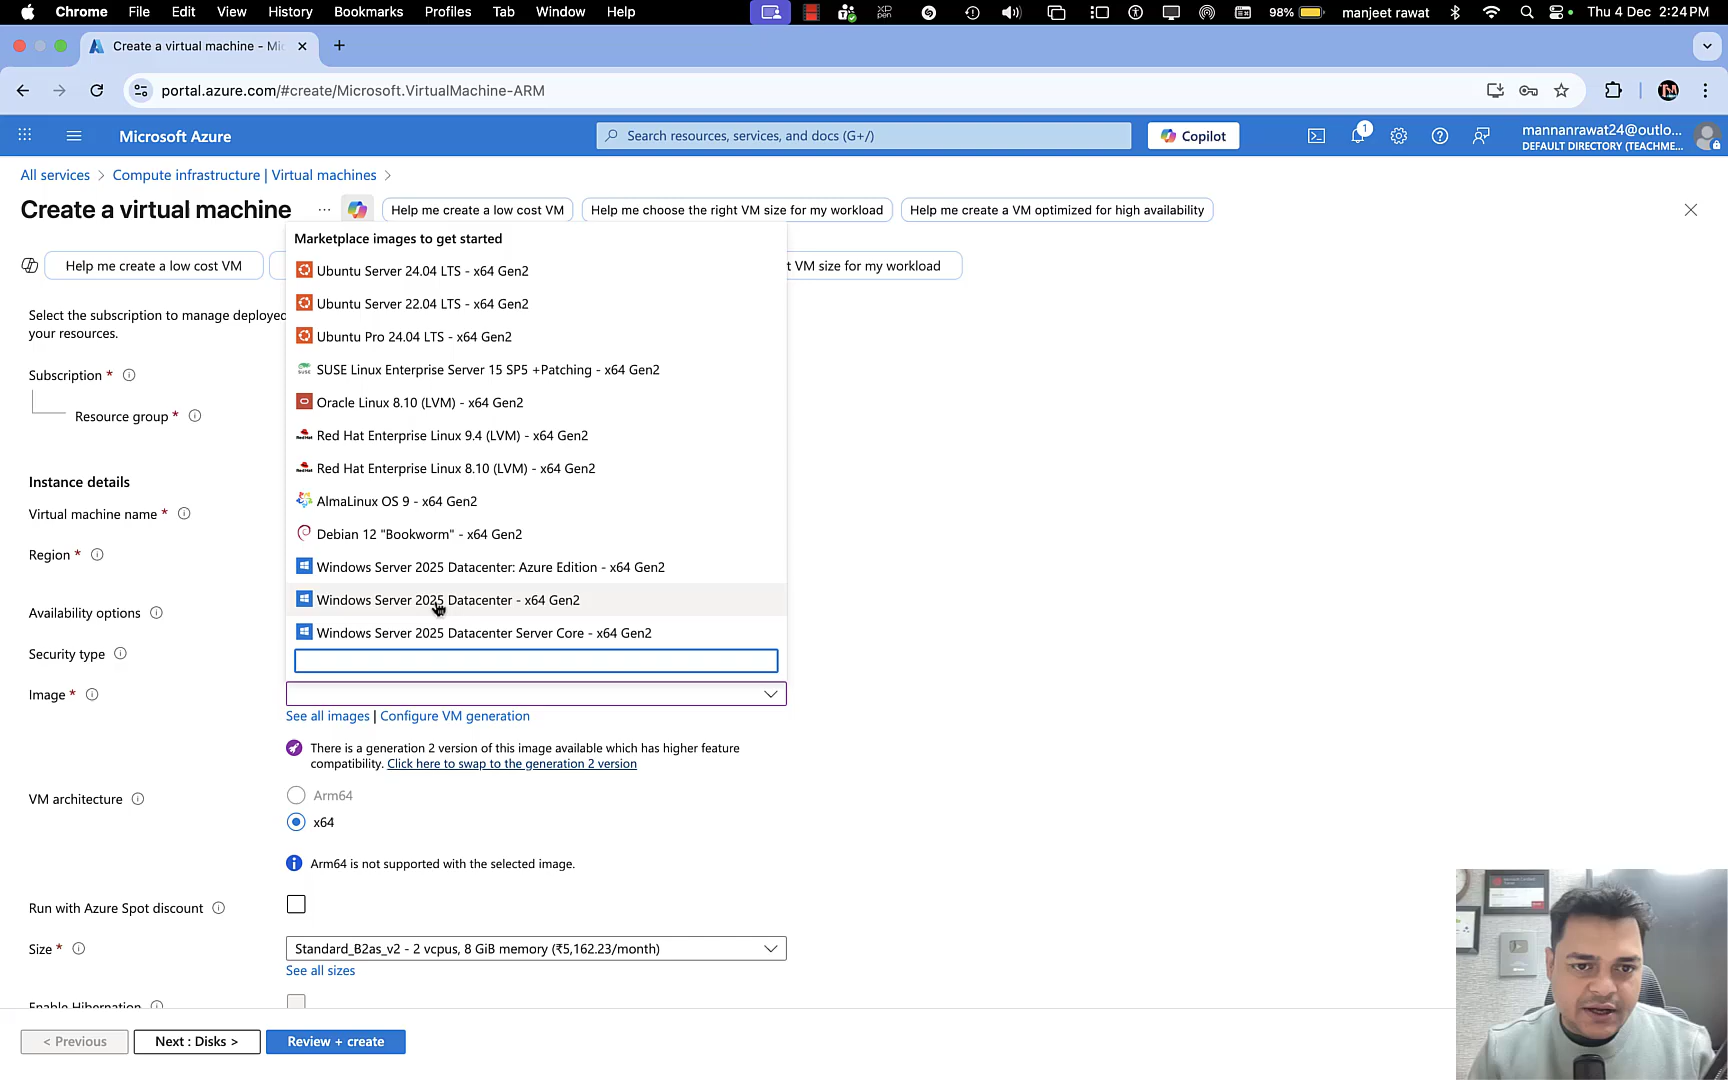 Chrome File Edit View History Bookmarks Profiles Tab Window Help XP PEN 98% manjeet rawat Thu 4 Dec 2:24 PM
Create a virtual machine - Mic
portal.azure.com/#create/Microsoft.VirtualMachine-ARM
Microsoft Azure
Search resources, services, and docs (G+/)
Copilot
1
mannanrawat24@outlo...
DEFAULT DIRECTORY (TEACHME...
All services > Compute infrastructure | Virtual machines >
Create a virtual machine ...
Help me create a low cost VM
Help me choose the right VM size for my workload
Help me create a VM optimized for high availability
Help me create a low cost VM
t VM size for my workload
Marketplace images to get started
Ubuntu Server 24.04 LTS - x64 Gen2
Ubuntu Server 22.04 LTS - x64 Gen2
Ubuntu Pro 24.04 LTS - x64 Gen2
SUSE Linux Enterprise Server 15 SP5 +Patching - x64 Gen2
Oracle Linux 8.10 (LVM) - x64 Gen2
Red Hat Enterprise Linux 9.4 (LVM) - x64 Gen2
Red Hat Enterprise Linux 8.10 (LVM) - x64 Gen2
AlmaLinux OS 9 - x64 Gen2
Debian 12 "Bookworm" - x64 Gen2
Windows Server 2025 Datacenter: Azure Edition - x64 Gen2
Windows Server 2025 Datacenter - x64 Gen2
Windows Server 2025 Datacenter Server Core - x64 Gen2
Select the subscription to manage deployed
your resources.
Subscription *
Resource group *
Instance details
Virtual machine name *
Region *
Availability options
Security type
Image *
See all images | Configure VM generation
There is a generation 2 version of this image available which has higher feature
compatibility. Click here to swap to the generation 2 version
VM architecture
Arm64
x64
Arm64 is not supported with the selected image.
Run with Azure Spot discount
Size *
Standard_B2as_v2 - 2 vcpus, 8 GiB memory (₹5,162.23/month)
See all sizes
Enable Hibernation
< Previous
Next : Disks >
Review + create